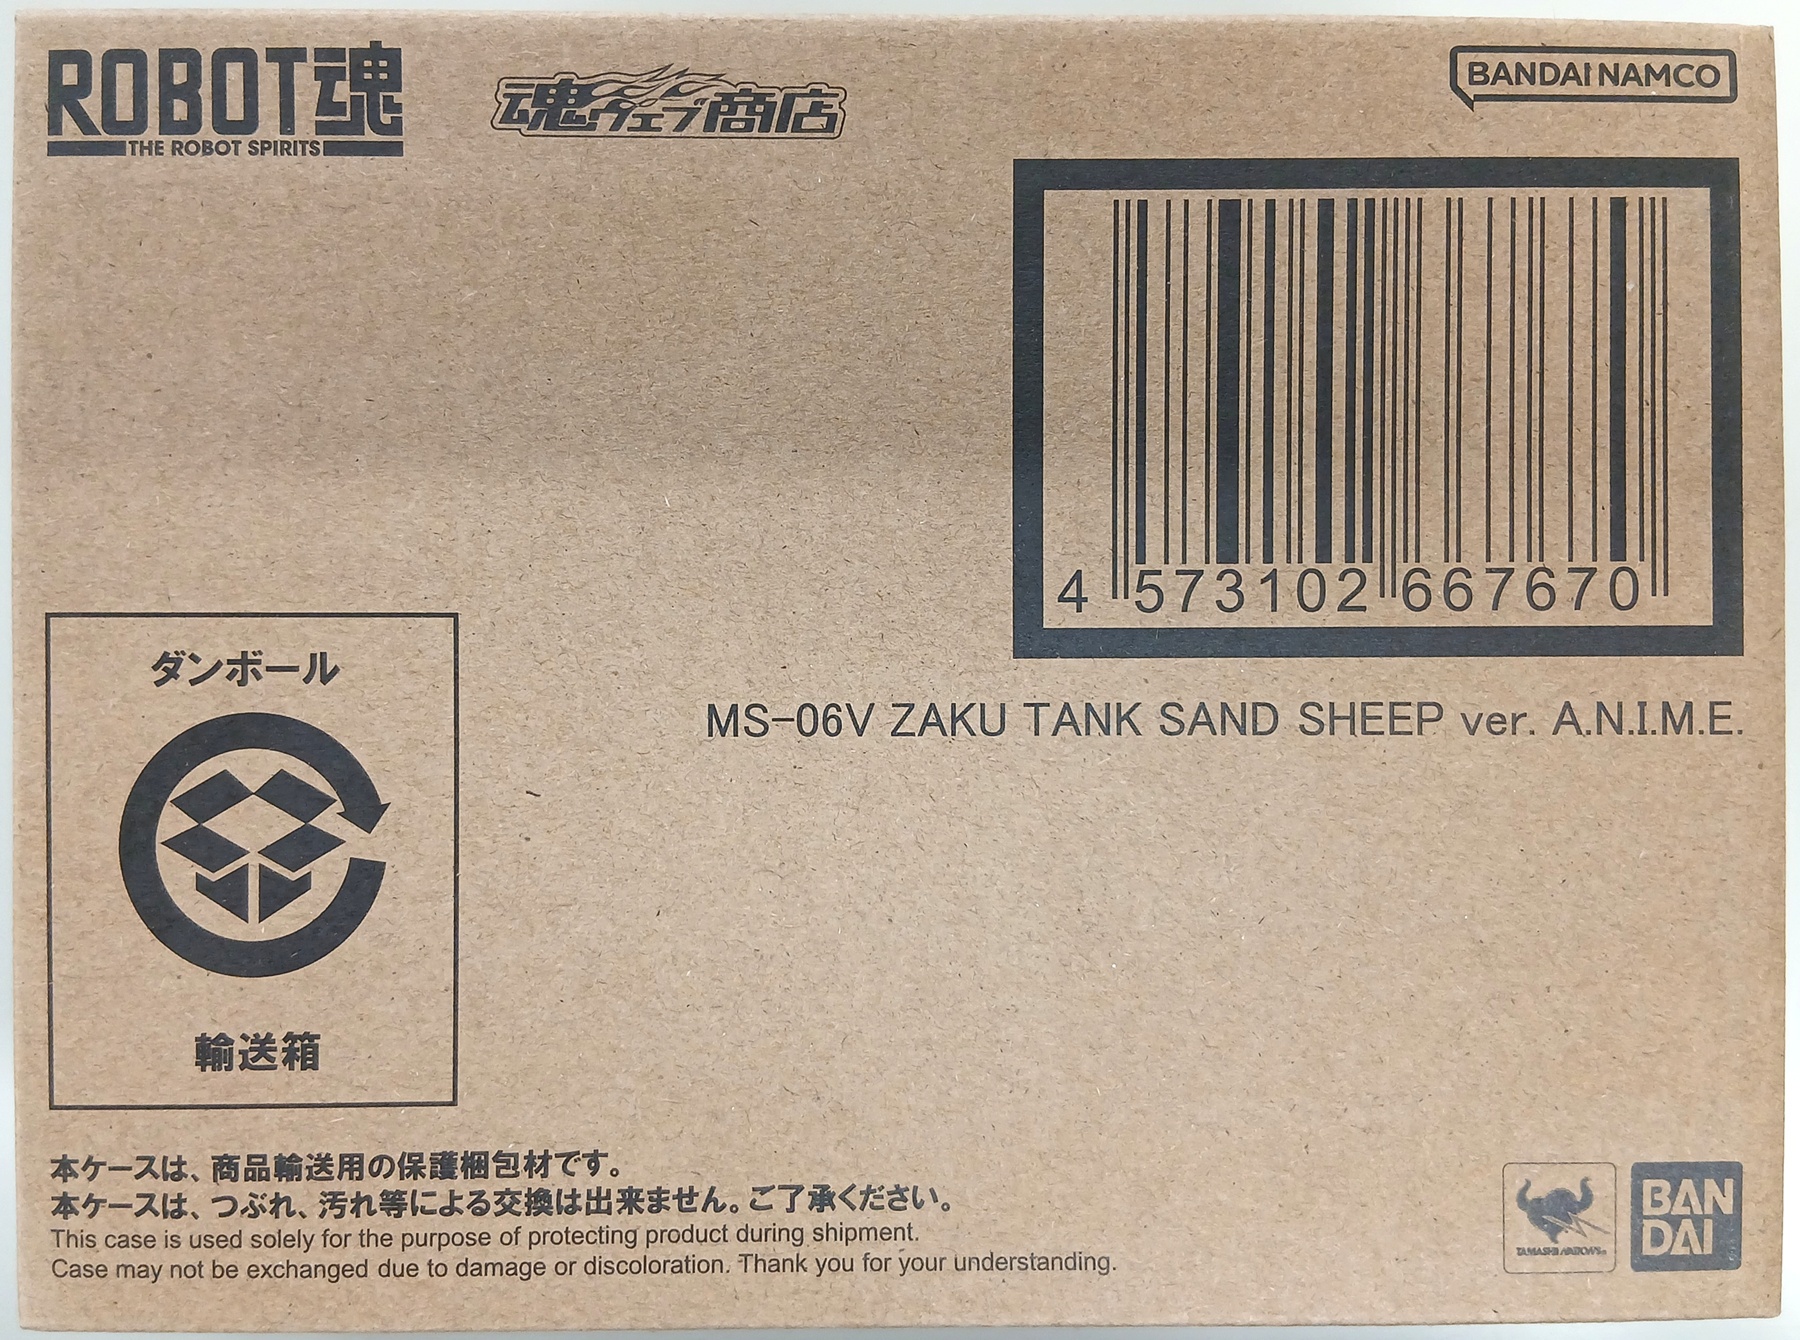 ROBOT魂
THE ROBOT SPIRITS
魂ウェブ商店
BANDAI NAMCO
4 573102 667670
MS-06V ZAKU TANK SAND SHEEP ver. A.N.I.M.E.
ダンボール
輸送箱
本ケースは、商品輸送用の保護梱包材です。
本ケースは、つぶれ、汚れ等による交換は出来ません。ご了承ください。
This case is used solely for the purpose of protecting product during shipment.
Case may not be exchanged due to damage or discoloration. Thank you for your understanding.
TAMASHII NATIONS
BAN
DAI